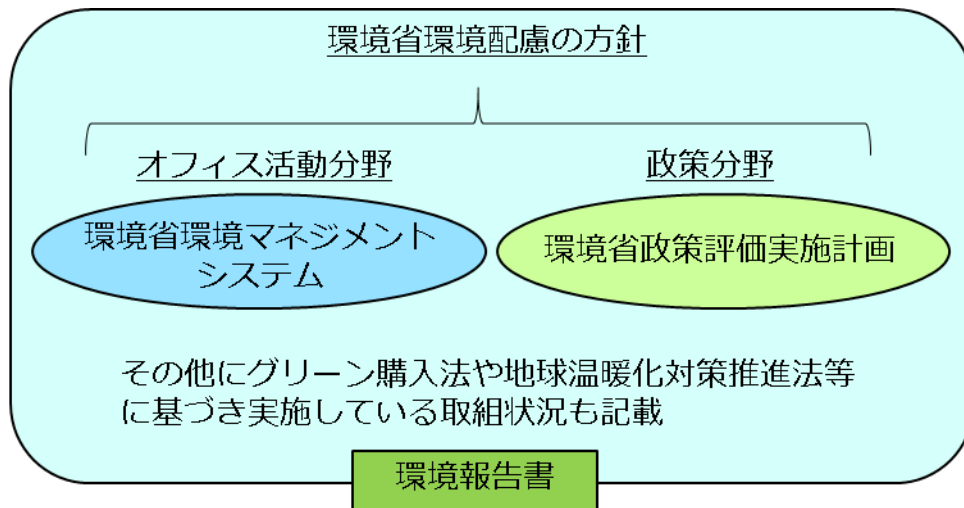 環境省環境配慮の方針
オフィス活動分野
政策分野
環境省環境マネジメント
システム
環境省政策評価実施計画
その他にグリーン購入法や地球温暖化対策推進法等
に基づき実施している取組状況も記載
環境報告書